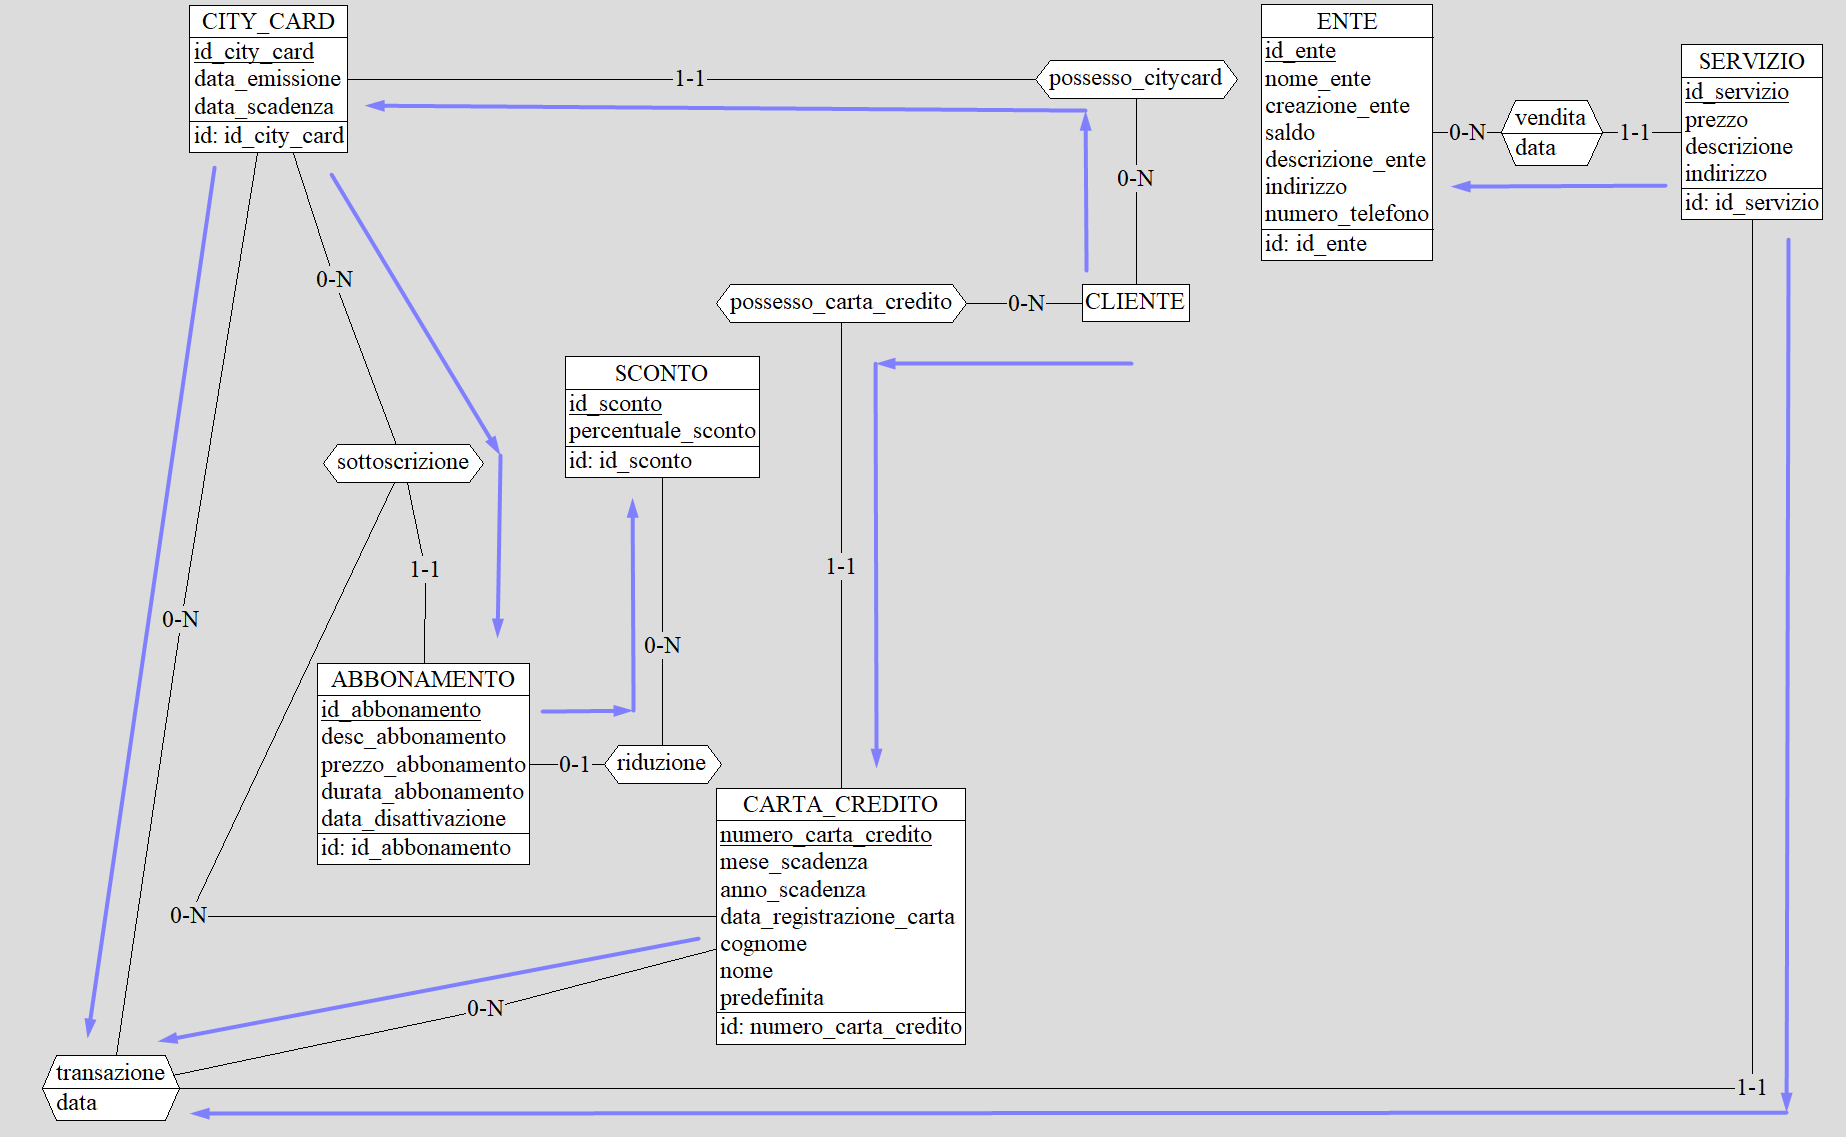 CITY_CARD
id_city_card
data_emissione
data_scadenza
id: id_city_card
1-1
possesso_citycard
0-N
ENTE
id_ente
nome_ente
creazione_ente
saldo
descrizione_ente
indirizzo
numero_telefono
id: id_ente
0-N
vendita
data
1-1
SERVIZIO
id_servizio
prezzo
descrizione
indirizzo
id: id_servizio
possesso_carta_credito
0-N
CLIENTE
0-N
SCONTO
id_sconto
percentuale_sconto
id: id_sconto
sottoscrizione
1-1
1-1
0-N
0-N
ABBONAMENTO
id_abbonamento
desc_abbonamento
prezzo_abbonamento
durata_abbonamento
data_disattivazione
id: id_abbonamento
0-1
riduzione
CARTA_CREDITO
numero_carta_credito
mese_scadenza
anno_scadenza
data_registrazione_carta
cognome
nome
predefinita
id: numero_carta_credito
0-N
0-N
transazione
data
1-1